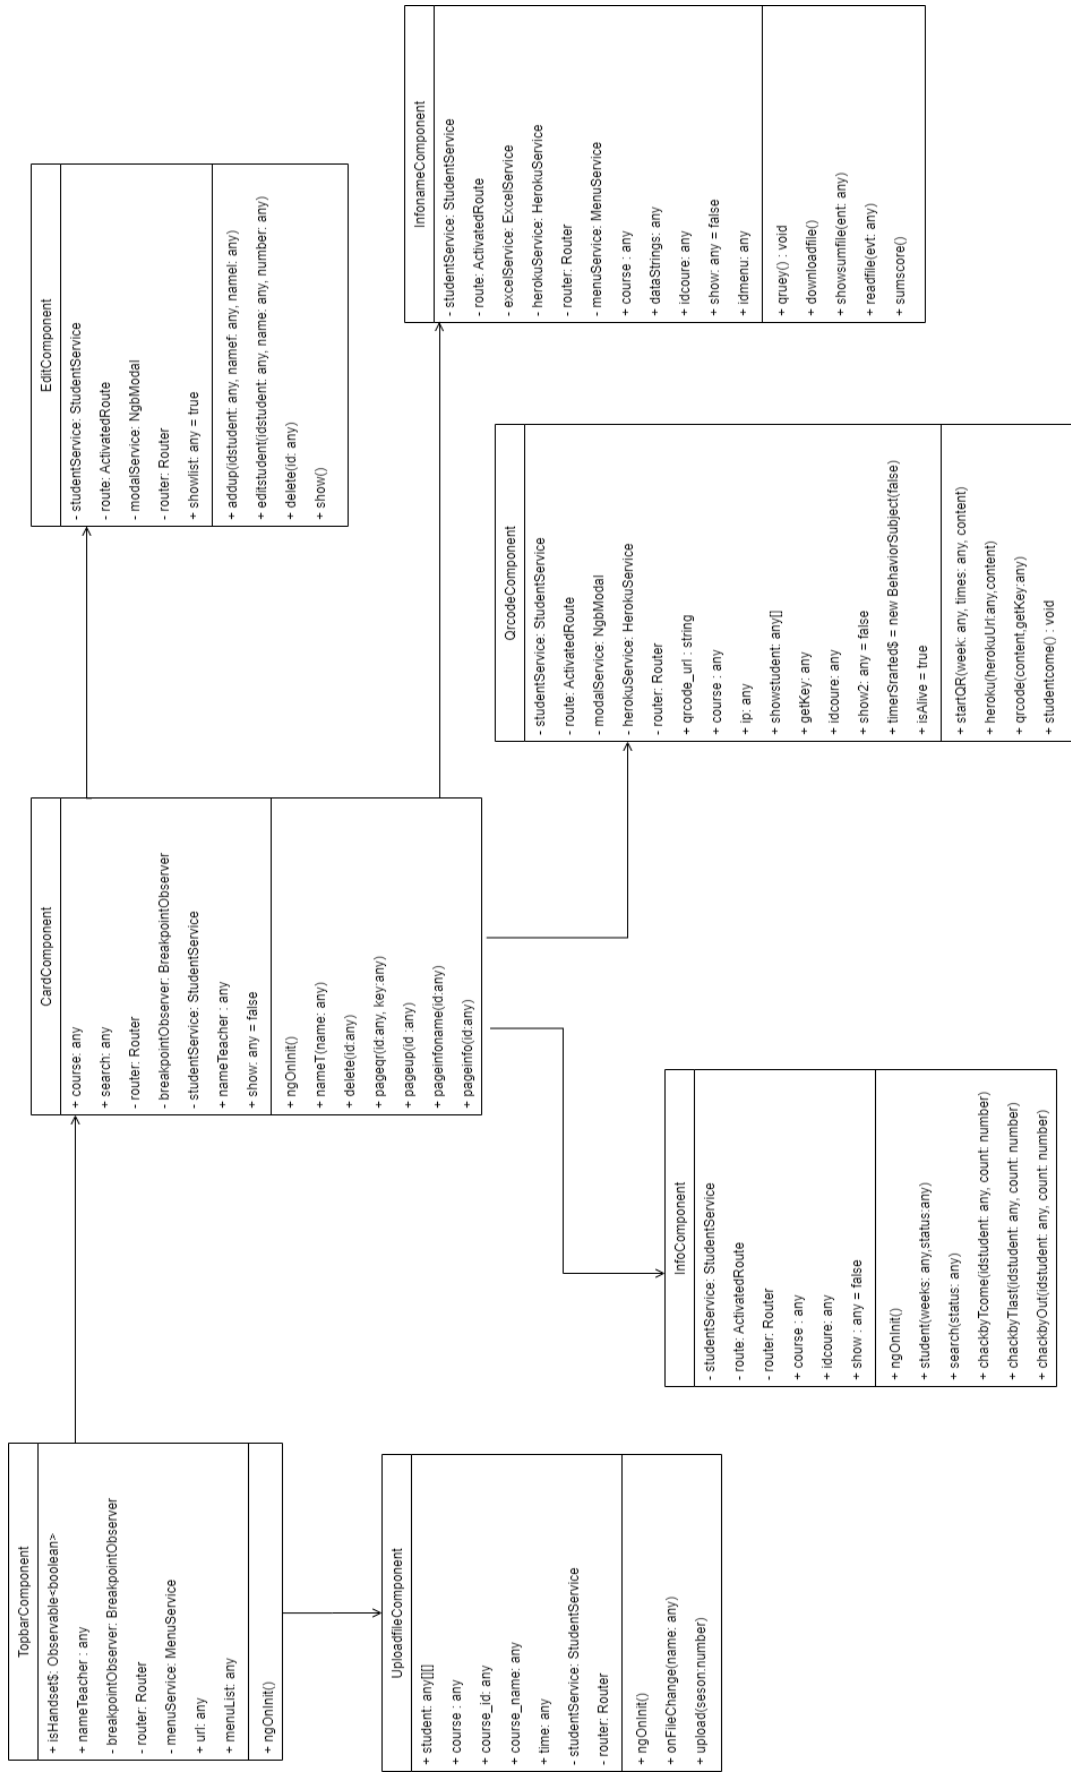 TopbarComponent
+ isHandset$: Observable<boolean>
+ nameTeacher : any
- breakpointObserver: BreakpointObserver
- router: Router
- menuService: MenuService
+ url: any
+ menuList: any
+ ngOnInit()
UploadfileComponent
+ student: any[][]
+ course : any
+ course_id: any
+ course_name: any
+ time: any
- studentService: StudentService
- router: Router
+ ngOnInit()
+ onFileChange(name: any)
+ upload(seson:number)
CardComponent
+ course: any
+ search: any
- router: Router
- breakpointObserver: BreakpointObserver
- studentService: StudentService
+ nameTeacher : any
+ show: any = false
+ ngOnInit()
+ nameT(name: any)
+ delete(id:any)
+ pageqr(id:any, key:any)
+ pageup(id :any)
+ pageinfoname(id:any)
+ pageinfo(id:any)
InfoComponent
- studentService: StudentService
- route: ActivatedRoute
- router: Router
+ course : any
+ idcoure: any
+ show : any = false
+ ngOnInit()
+ student(weeks: any,status:any)
+ search(status: any)
+ chackbyTcome(idstudent: any, count: number)
+ chackbyTlast(idstudent: any, count: number)
+ chackbyOut(idstudent: any, count: number)
EditComponent
- studentService: StudentService
- route: ActivatedRoute
- modalService: NgbModal
- router: Router
+ showlist: any = true
+ addup(idstudent: any, namef: any, namel: any)
+ editstudent(idstudent: any, name: any, number: any)
+ delete(id: any)
+ show()
QrcodeComponent
- studentService: StudentService
- route: ActivatedRoute
- modalService: NgbModal
- herokuService: HerokuService
- router: Router
+ qrcode_url : string
+ course : any
+ ip: any
+ showstudent: any[]
+ getKey: any
+ idcoure: any
+ show2: any = false
+ timerSrarted$ = new BehaviorSubject(false)
+ isAlive = true
+ startQR(week: any, times: any, content)
+ heroku(herokuUrl:any,content)
+ qrcode(content,getKey:any)
+ studentcome() : void
InfonameComponent
- studentService: StudentService
- route: ActivatedRoute
- excelService: ExcelService
- herokuService: HerokuService
- router: Router
- menuService: MenuService
+ course : any
+ dataStrings: any
+ idcoure: any
+ show: any = false
+ idmenu: any
+ qruey() : void
+ downloadfile()
+ showsumfile(ent: any)
+ readfile(evt: any)
+ sumscore()